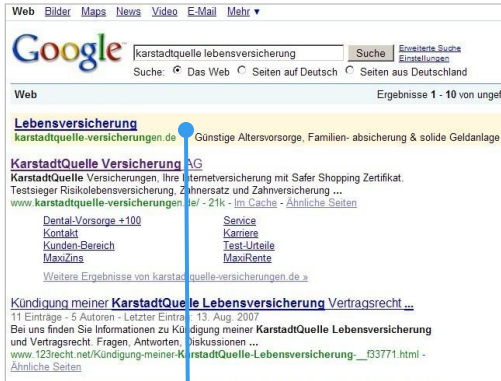 Web Bilder Maps News Video E-Mail Mehr ▼
Google™ karstadtquelle lebensversicherung Suche Erweiterte Suche
Einstellungen
Suche: Das Web Seiten auf Deutsch Seiten aus Deutschland
Web Ergebnisse 1 - 10 von ungef
Lebensversicherung
karstadtquelle-versicherungen.de Günstige Altersvorsorge, Familien- absicherung & solide Geldanlage
KarstadtQuelle Versicherung AG
KarstadtQuelle Versicherungen, Ihre Internetversicherung mit Safer Shopping Zertifikat.
Testsieger Risikolebensversicherung, Zahnersatz und Zahnversicherung ...
www.karstadtquelle-versicherungen.de/ - 21k - Im Cache - Ähnliche Seiten
Dental-Vorsorge +100 Service
Kontakt Karriere
Kunden-Bereich Test-Urteile
MaxiZins MaxiRente
Weitere Ergebnisse von karstadtquelle-versicherungen.de »
Kündigung meiner KarstadtQuelle Lebensversicherung Vertragsrecht ...
11 Einträge - 5 Autoren - Letzter Eintrag: 13. Aug. 2007
Bei uns finden Sie Informationen zu Kündigung meiner KarstadtQuelle Lebensversicherung
und Vertragsrecht. Fragen, Antworten, Diskussionen ...
www.123recht.net/Kündigung-meiner-KarstadtQuelle-Lebensversicherung-__f33771.html -
Ähnliche Seiten